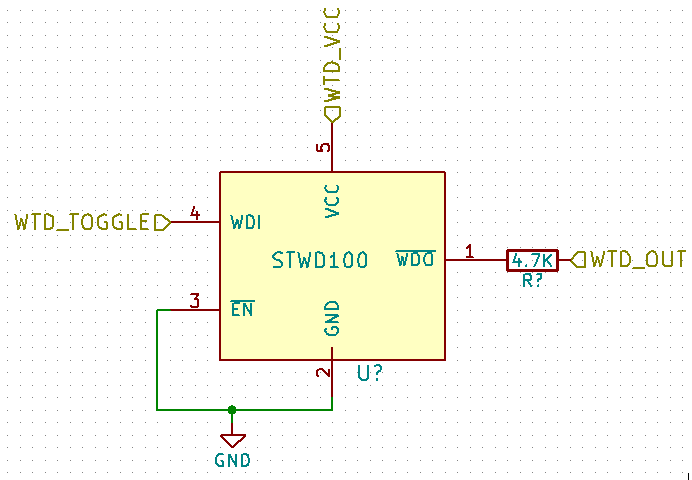 WTD_VCC
5
WTD_TOGGLE
4
WDI
VCC
STWD100
WDO
1
4.7K
R?
WTD_OUT
3
EN
GND
2
U?
GND